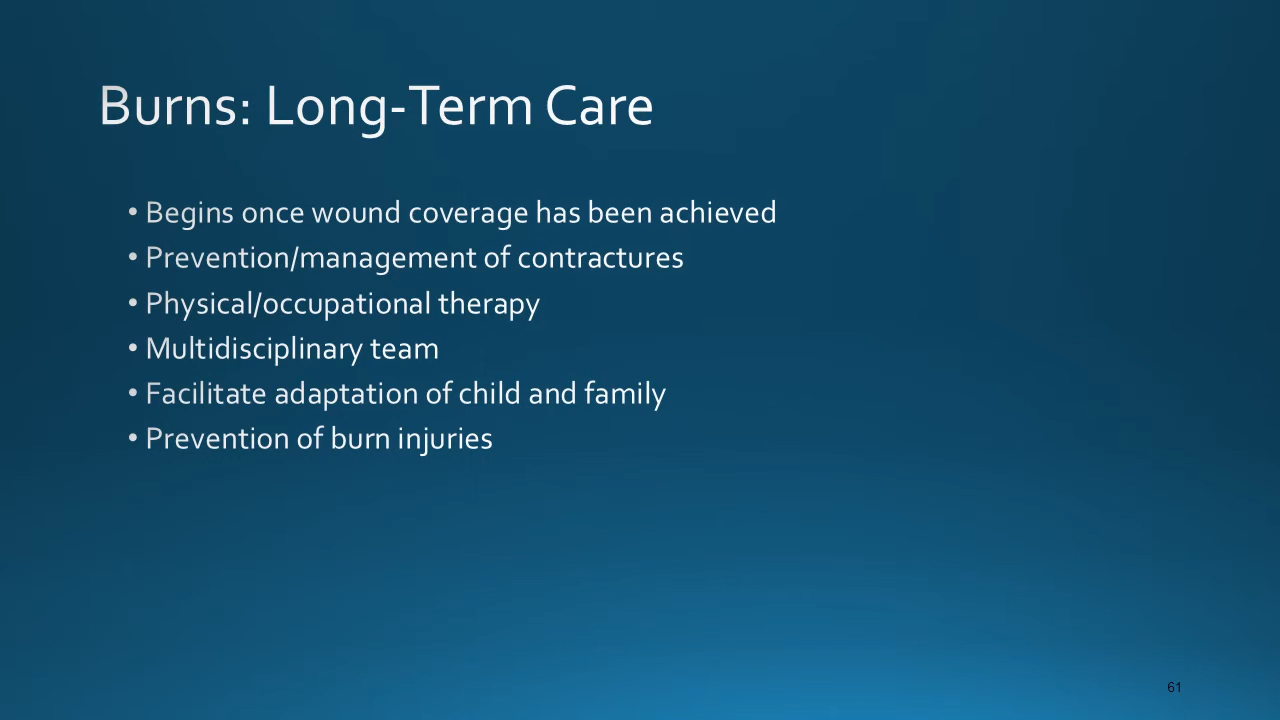 Burns: Long-Term Care
• Begins once wound coverage has been achieved
• Prevention/management of contractures
• Physical/occupational therapy
• Multidisciplinary team
• Facilitate adaptation of child and family
• Prevention of burn injuries
61